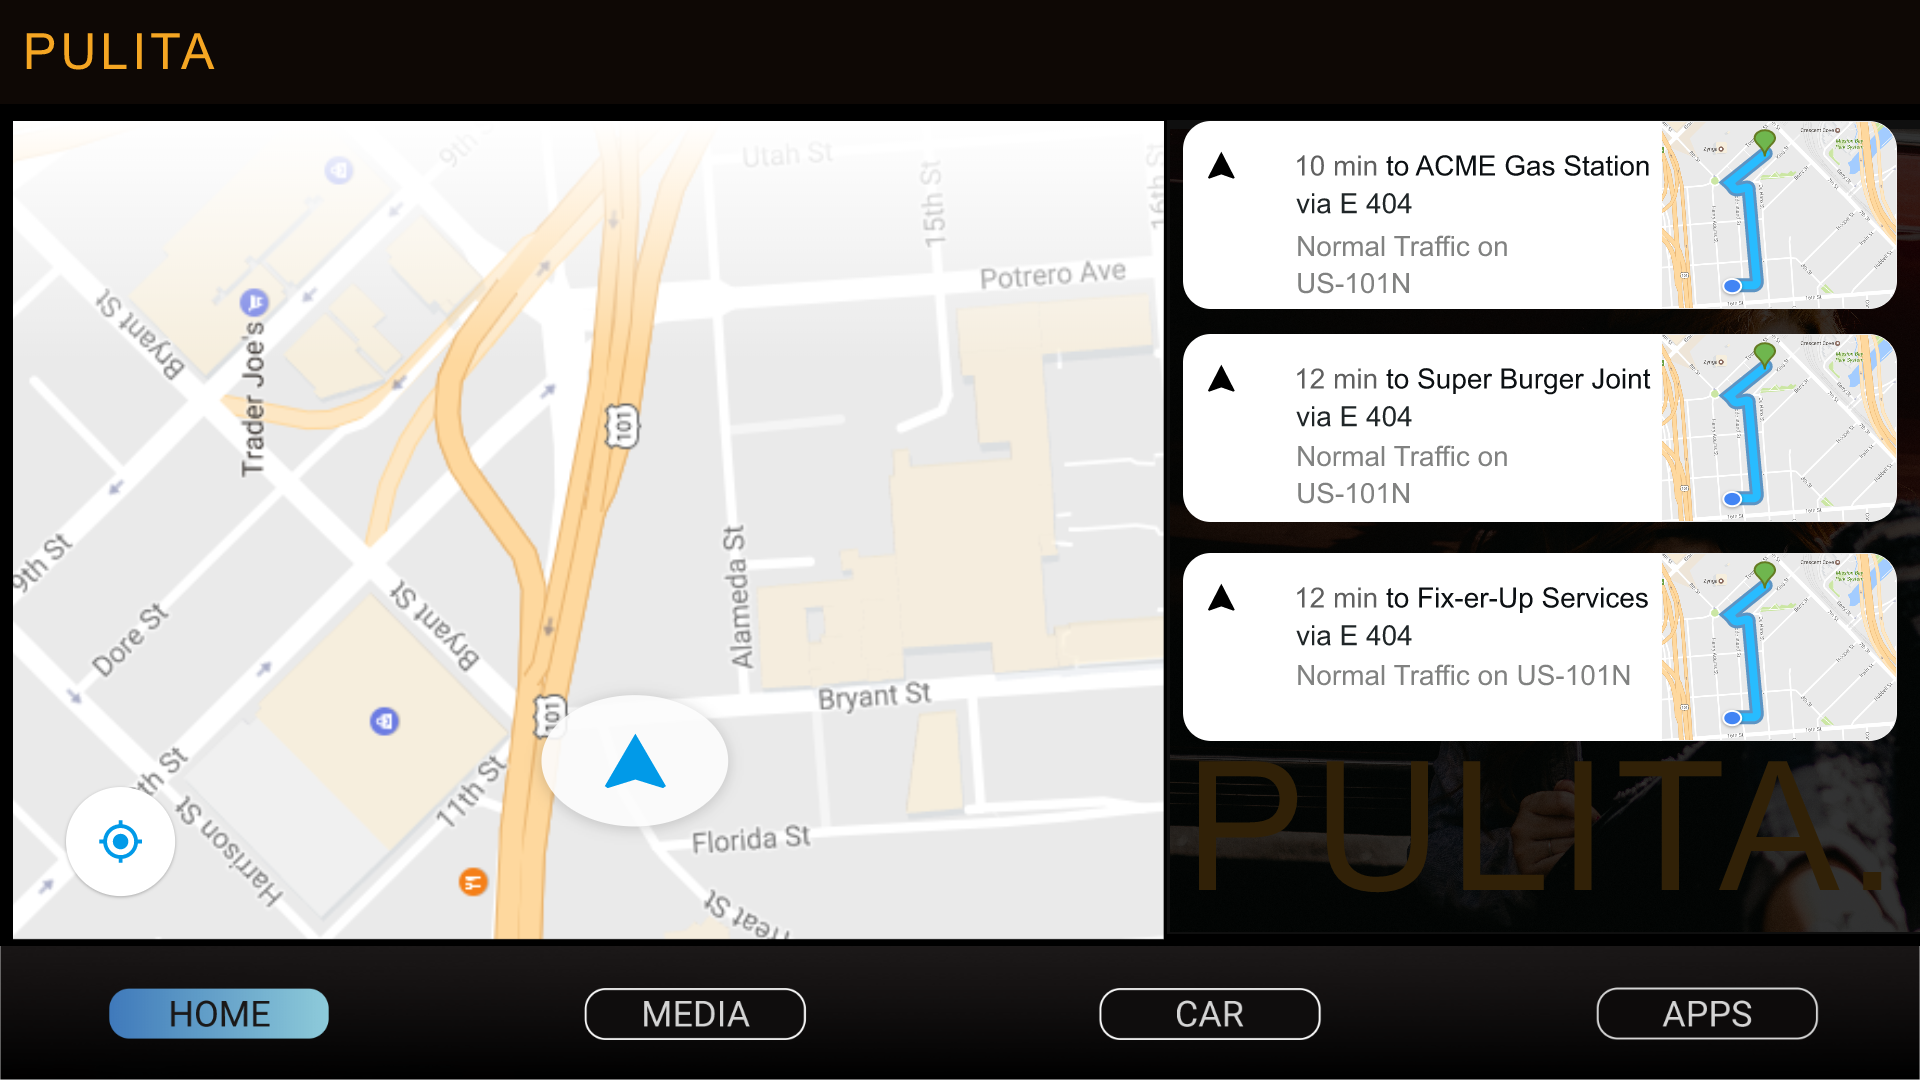 PULITA
9th
Utah St
15th St
16th St
Potrero Ave
Bryant St
Trader Joe's
101
9th St
Alameda St
Dore St
Bryant St
Bryant St
101
th St
11th St
Harrison St
Florida St
Treat St
10 min to ACME Gas Station
via E 404
Normal Traffic on
US-101N
12 min to Super Burger Joint
via E 404
Normal Traffic on
US-101N
12 min to Fix-er-Up Services
via E 404
Normal Traffic on US-101N
PULITA.
HOME
MEDIA
CAR
APPS